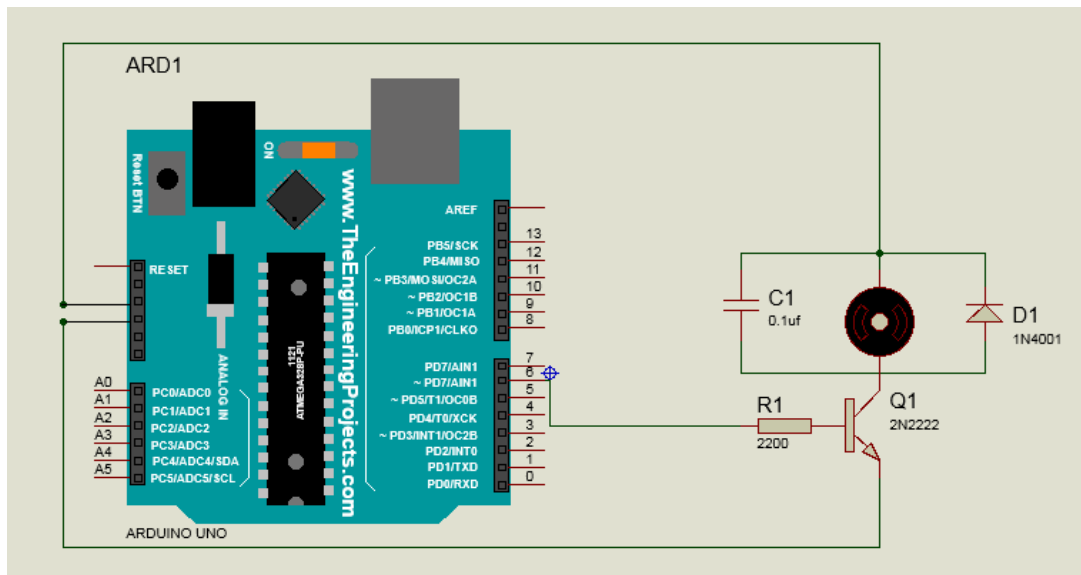 ARD1
Reset BTN
ON
www.TheEngineeringProjects.com
RESET
AREF
PB5/SCK 13
PB4/MISO 12
~ PB3/MOSI/OC2A 11
~ PB2/OC1B 10
~ PB1/OC1A 9
PB0/ICP1/CLKO 8
1121
ATMEGA328P-PU
ANALOG IN
PD7/AIN1 7
~ PD7/AIN1 6
~ PD5/T1/OC0B 5
PD4/T0/XCK 4
~ PD3/INT1/OC2B 3
PD2/INT0 2
PD1/TXD 1
PD0/RXD 0
A0 PC0/ADC0
A1 PC1/ADC1
A2 PC2/ADC2
A3 PC3/ADC3
A4 PC4/ADC4/SDA
A5 PC5/ADC5/SCL
ARDUINO UNO
C1
0.1uf
D1
1N4001
R1
2200
Q1
2N2222